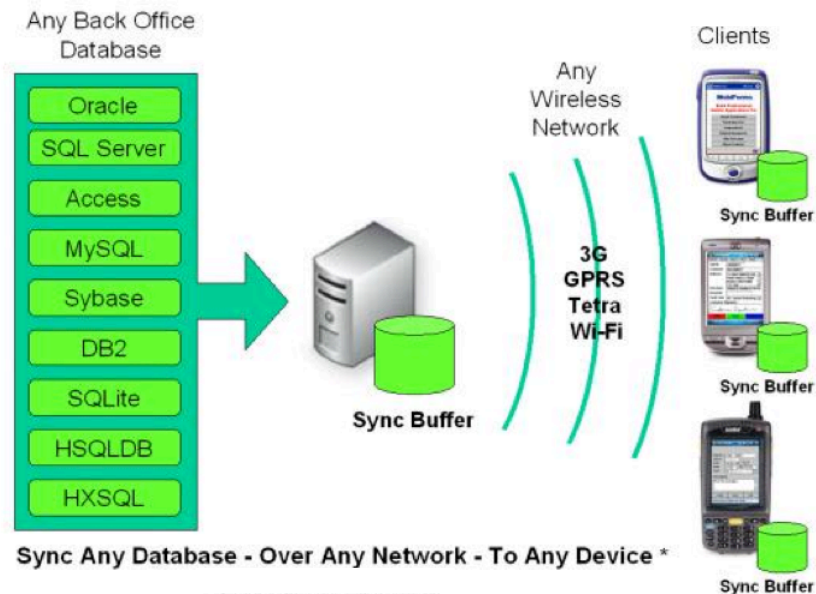 Any Back Office
Database
Oracle
SQL Server
Access
MySQL
Sybase
DB2
SQLite
HSQLDB
HXSQL
Sync Buffer
Any
Wireless
Network
3G
GPRS
Tetra
Wi-Fi
Clients
MobiForms
Sync Buffer
Sync Buffer
Sync Buffer
Sync Any Database - Over Any Network - To Any Device *